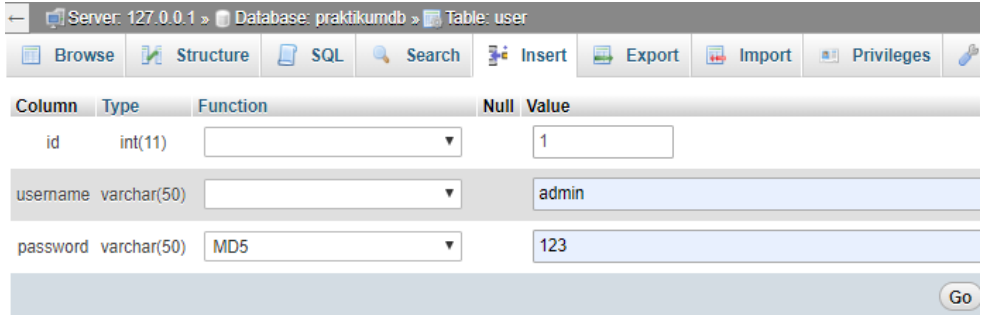 ← Server: 127.0.0.1 » Database: praktikumdb » Table: user
Browse Structure SQL Search Insert Export Import Privileges
Column Type Function Null Value
id int(11) 1
username varchar(50) admin
password varchar(50) MD5 123
Go